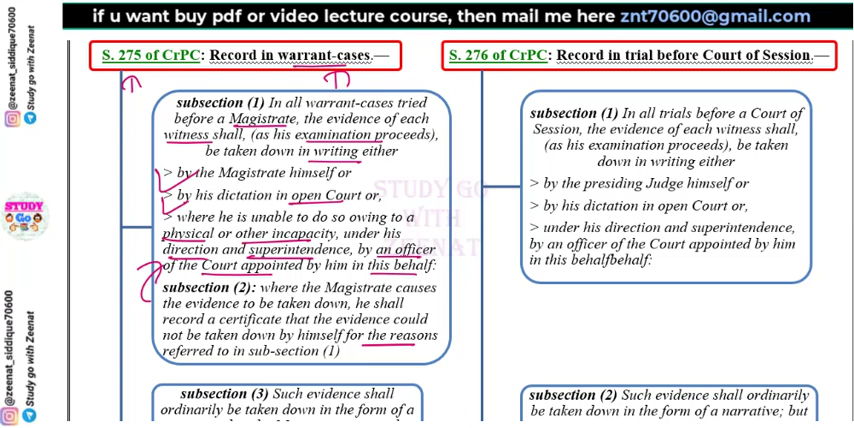 if u want buy pdf or video lecture course, then mail me here znt70600@gmail.com
@zeenat_siddique70600
Study go with Zeenat
STUDY
Go
@zeenat_siddique70600
Study go with Zeenat
STUDY GO
WITH
ZEENAT
S. 275 of CrPC: Record in warrant-cases.—
subsection (1) In all warrant-cases tried
before a Magistrate, the evidence of each
witness shall, (as his examination proceeds),
be taken down in writing either
> by the Magistrate himself or
> by his dictation in open Court or,
> where he is unable to do so owing to a
physical or other incapacity, under his
direction and superintendence, by an officer
of the Court appointed by him in this behalf:
subsection (2): where the Magistrate causes
the evidence to be taken down, he shall
record a certificate that the evidence could
not be taken down by himself for the reasons
referred to in sub-section (1)
subsection (3) Such evidence shall
ordinarily be taken down in the form of a
S. 276 of CrPC: Record in trial before Court of Session.—
subsection (1) In all trials before a Court of
Session, the evidence of each witness shall,
(as his examination proceeds), be taken
down in writing either
> by the presiding Judge himself or
> by his dictation in open Court or,
> under his direction and superintendence,
by an officer of the Court appointed by him
in this behalfbehalf:
subsection (2) Such evidence shall ordinarily
be taken down in the form of a narrative; but